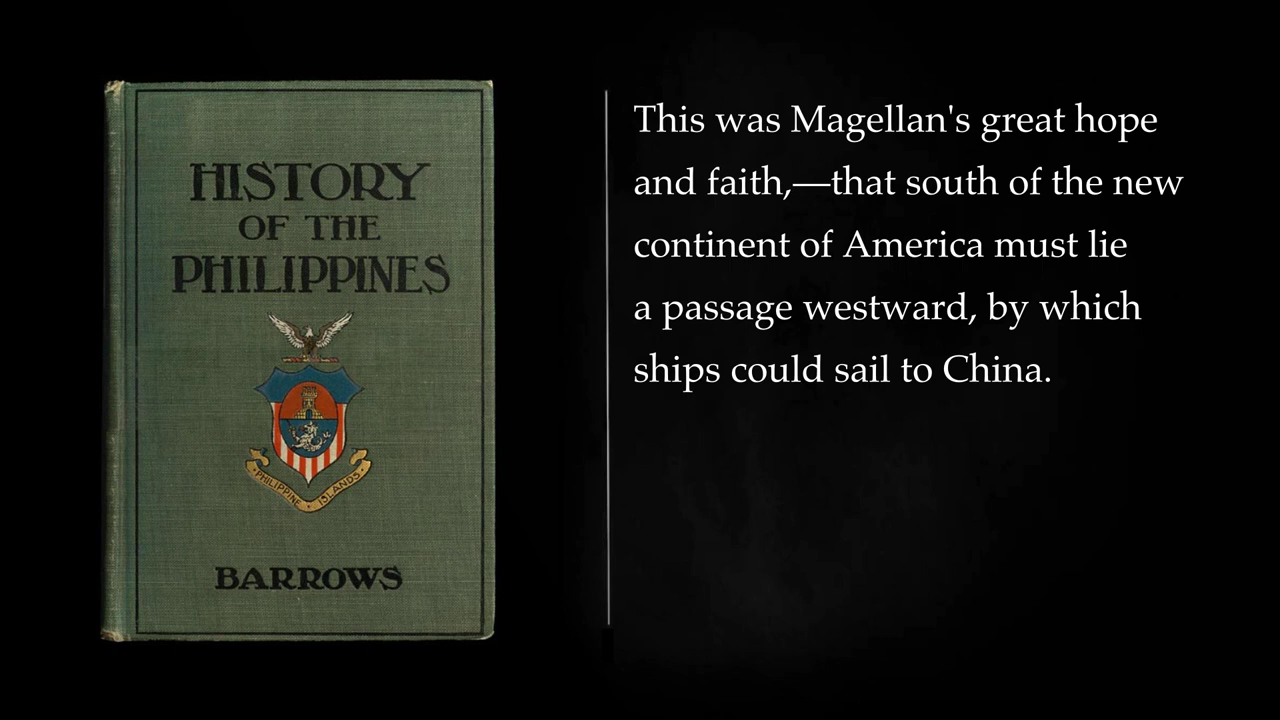 HISTORY
OF THE
PHILIPPINES
PHILIPPINE ISLANDS
BARROWS
This was Magellan's great hope
and faith,—that south of the new
continent of America must lie
a passage westward, by which
ships could sail to China.